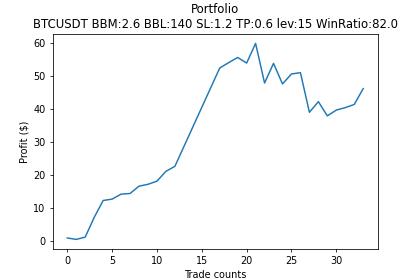 Portfolio
BTCUSDT BBM:2.6 BBL:140 SL:1.2 TP:0.6 lev:15 WinRatio:82.0
60
50
40
30
20
10
0
Profit ($)
0 5 10 15 20 25 30
Trade counts